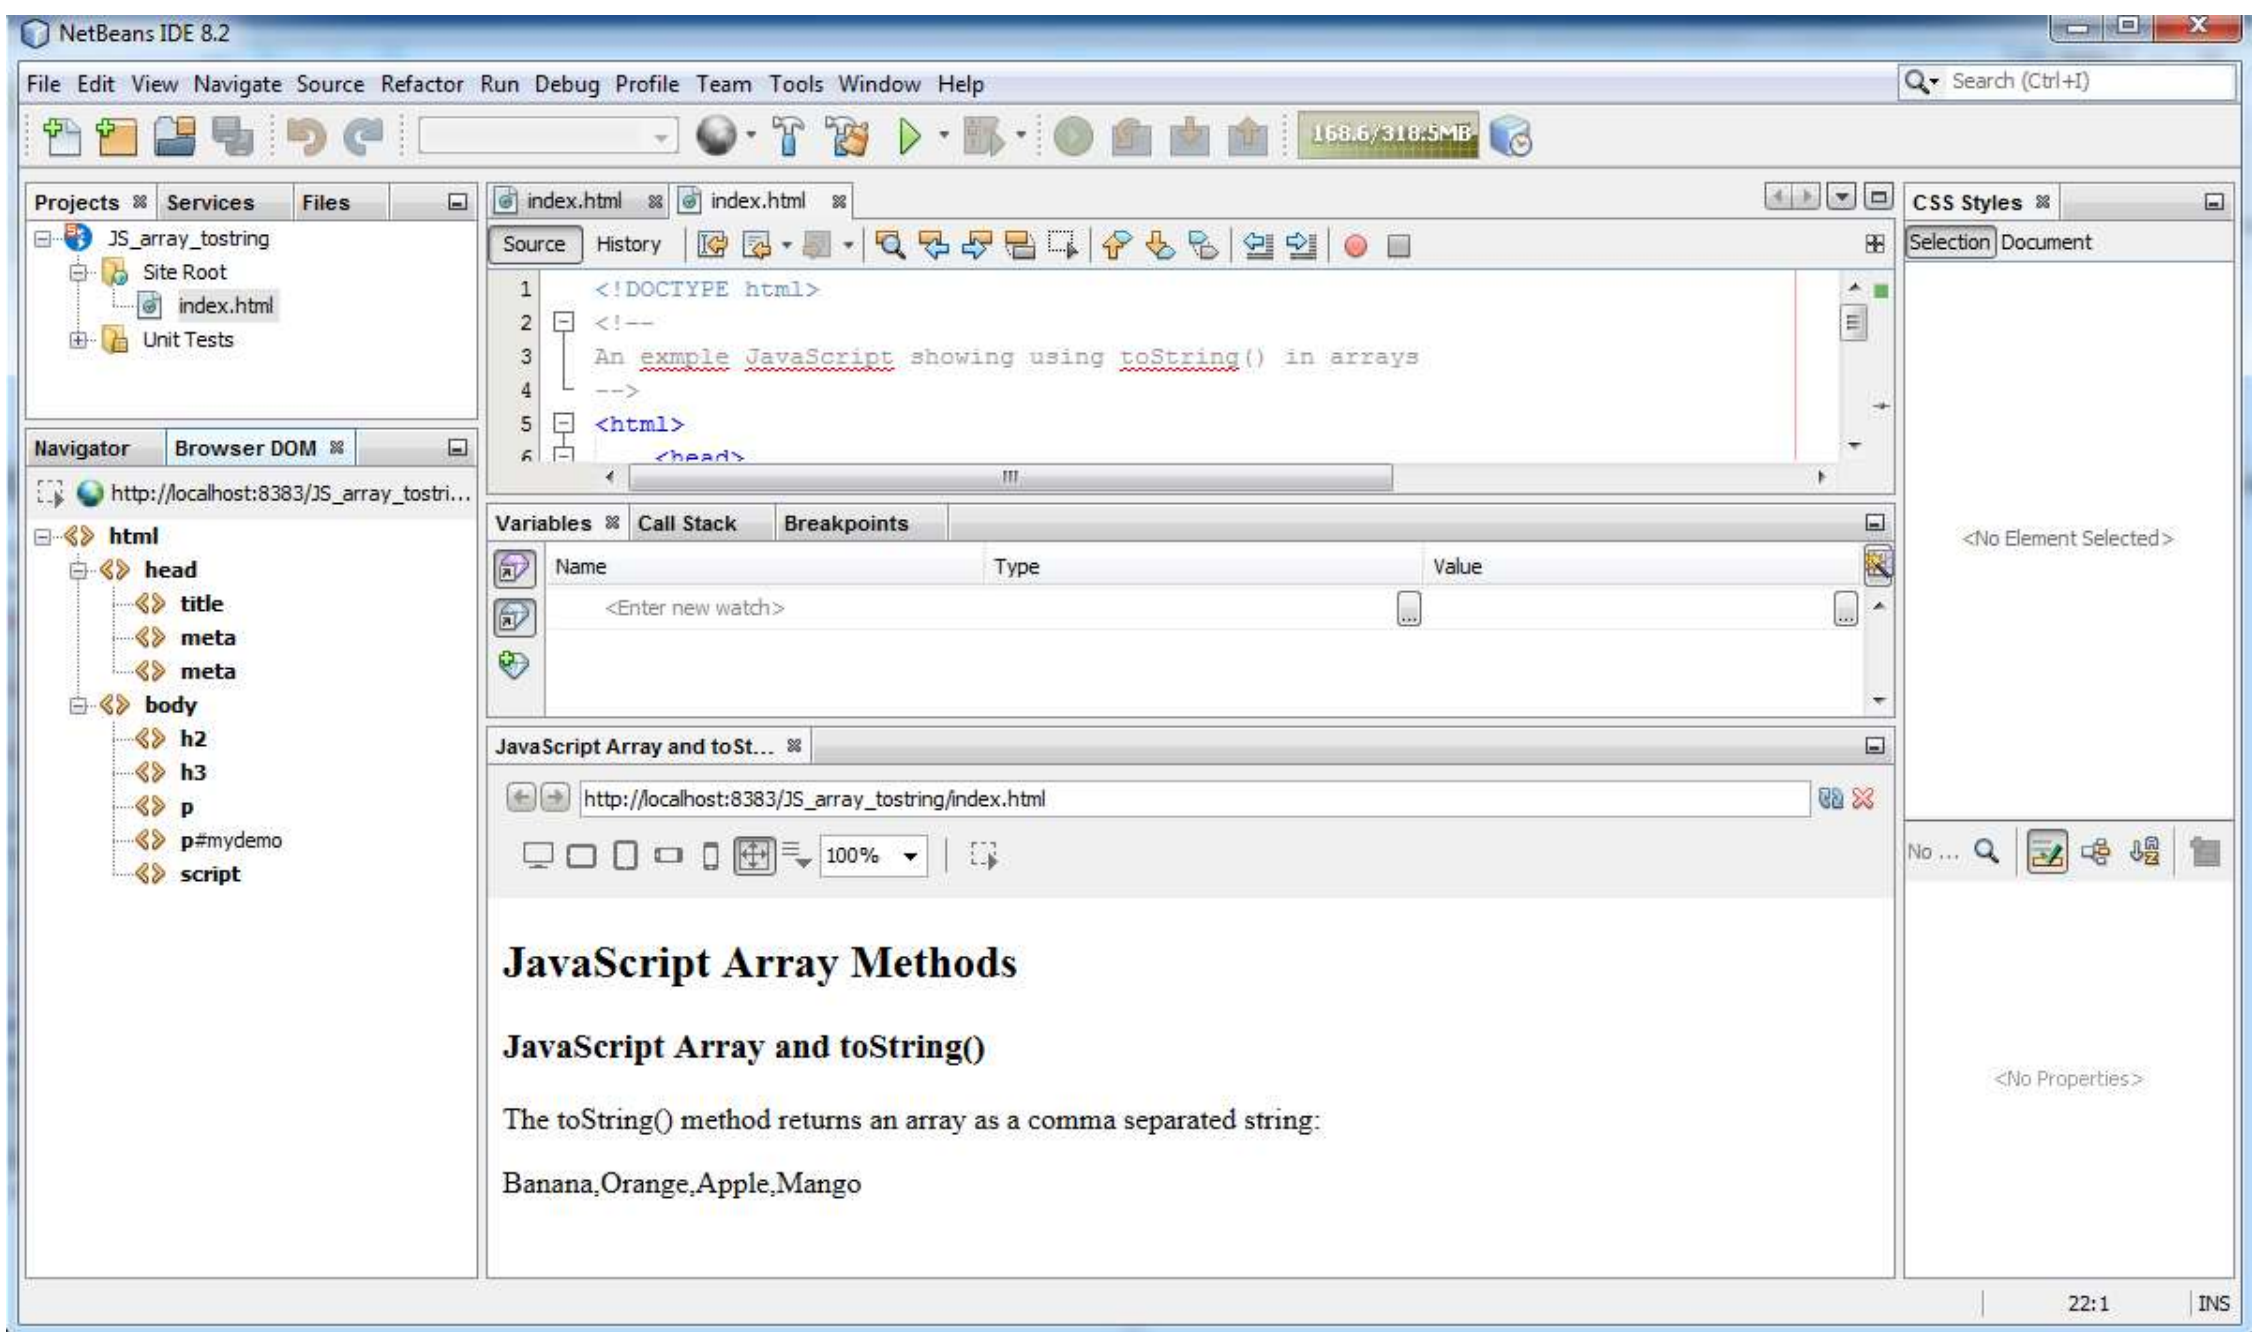 NetBeans IDE 8.2
File Edit View Navigate Source Refactor Run Debug Profile Team Tools Window Help
Search (Ctrl+I)
168.6/318.5MB
Projects Services Files
JS_array_tostring
Site Root
index.html
Unit Tests
Navigator Browser DOM
http://localhost:8383/JS_array_tostri...
html
head
title
meta
meta
body
h2
h3
p
p#mydemo
script
index.html index.html
Source History
1 <!DOCTYPE html>
2 <!--
3 An exmple JavaScript showing using toString() in arrays
4 -->
5 <html>
6 <head>
Variables Call Stack Breakpoints
Name Type Value
<Enter new watch>
... ...
JavaScript Array and toSt...
http://localhost:8383/JS_array_tostring/index.html
100%
JavaScript Array Methods
JavaScript Array and toString()
The toString() method returns an array as a comma separated string:
Banana,Orange,Apple,Mango
CSS Styles
Selection Document
<No Element Selected>
No ...
<No Properties>
22:1 INS